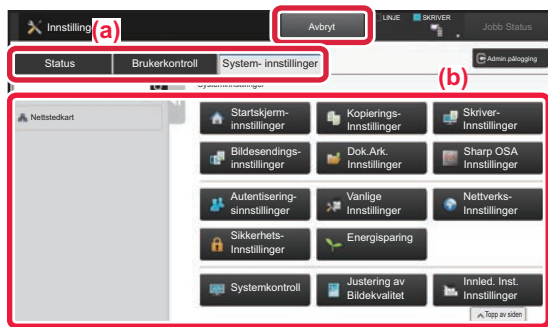 Innstilling
(a)
Avbryt
LINJE
SKRIVER
Jobb Status
Status
Brukerkontroll
System- innstillinger
Admin.pålogging
(b)
Systeminnstillinger
Nettstedkart
Startskjerm-
innstillinger
Kopierings-
Innstillinger
Skriver-
Innstillinger
Bildesendings-
innstillinger
Dok.Ark.
Innstillinger
Sharp OSA
Innstillinger
Autentisering-
sinnstillinger
Vanlige
Innstillinger
Nettverks-
Innstillinger
Sikkerhets-
Innstillinger
Energisparing
Systemkontroll
Justering av
Bildekvalitet
Innled. Inst.
Innstillinger
Topp av siden